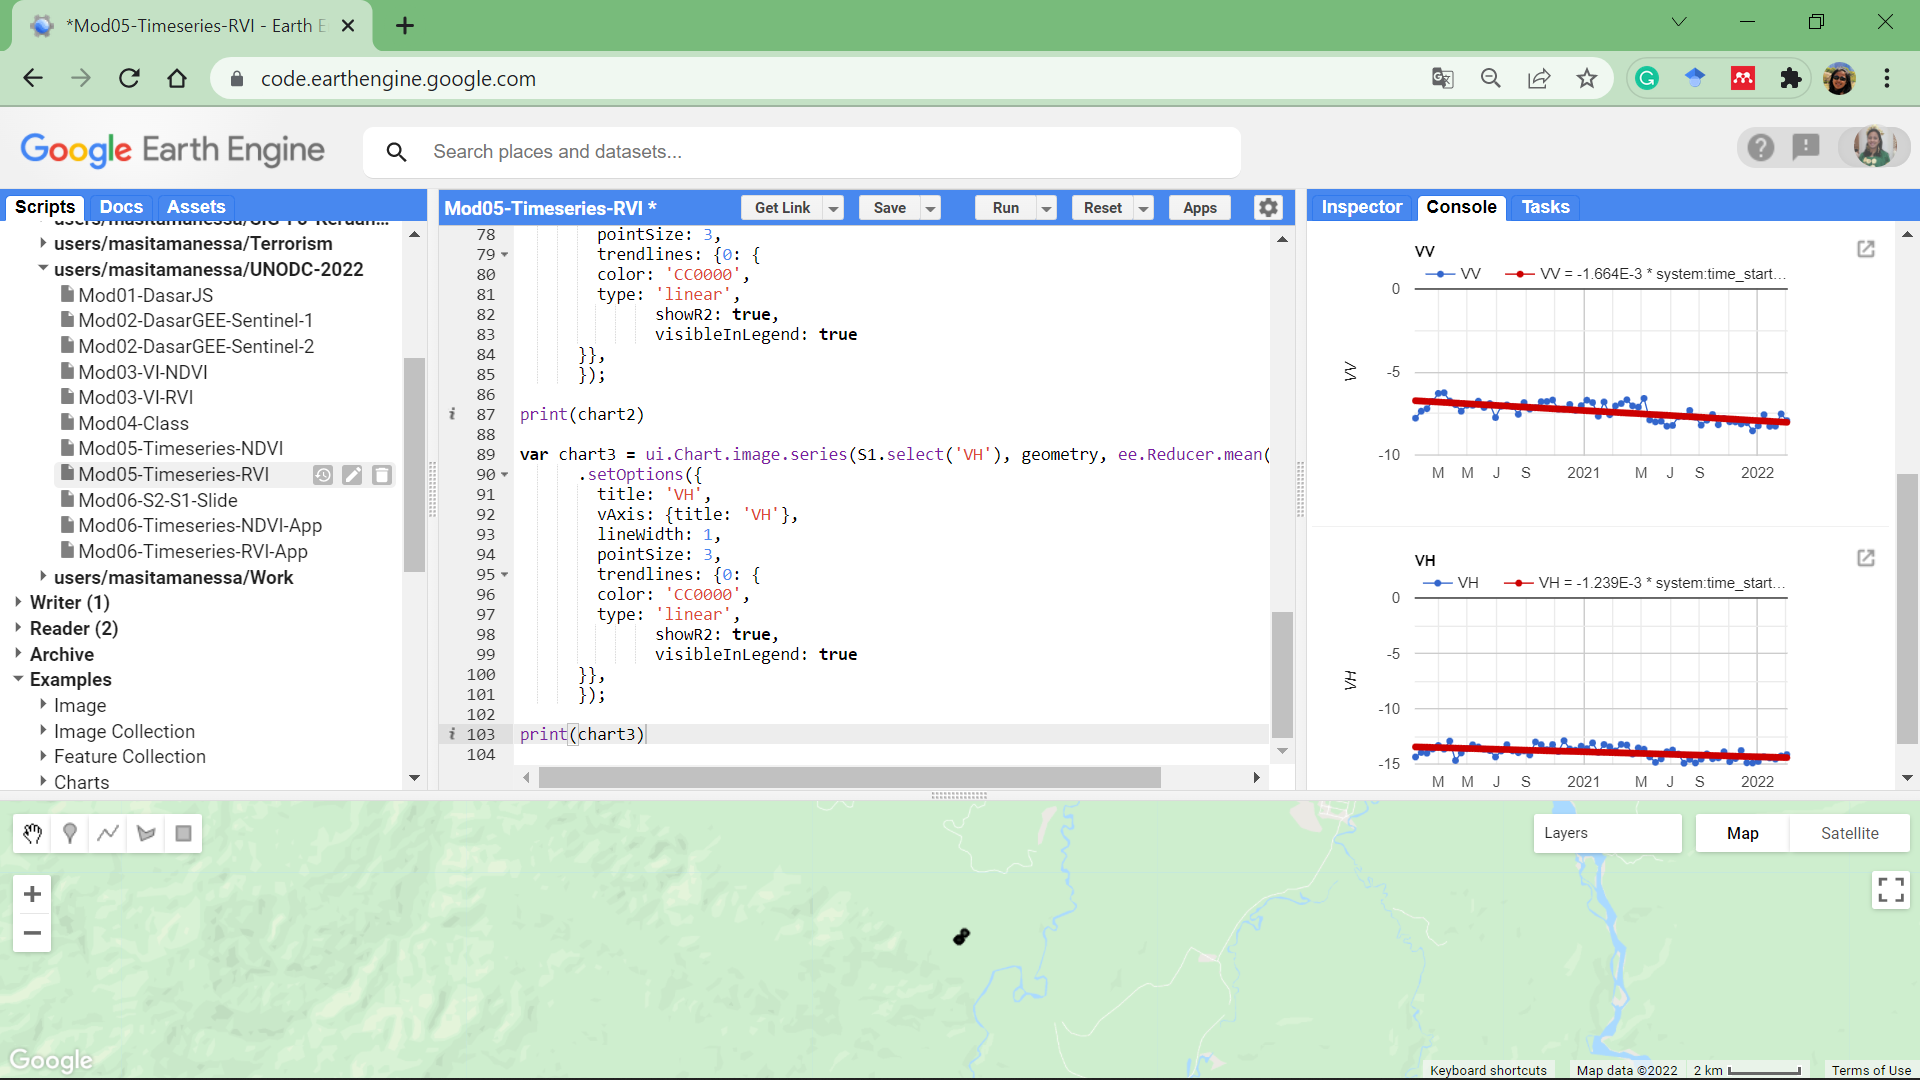 *Mod05-Timeseries-RVI - Earth E
code.earthengine.google.com
Google Earth Engine
Search places and datasets...
Scripts
Docs
Assets
users/masitamanessa/Terrorism
users/masitamanessa/UNODC-2022
Mod01-DasarJS
Mod02-DasarGEE-Sentinel-1
Mod02-DasarGEE-Sentinel-2
Mod03-VI-NDVI
Mod03-VI-RVI
Mod04-Class
Mod05-Timeseries-NDVI
Mod05-Timeseries-RVI
Mod06-S2-S1-Slide
Mod06-Timeseries-NDVI-App
Mod06-Timeseries-RVI-App
users/masitamanessa/Work
Writer (1)
Reader (2)
Archive
Examples
Image
Image Collection
Feature Collection
Charts
Mod05-Timeseries-RVI *
Get Link
Save
Run
Reset
Apps
78 pointSize: 3,
79 trendlines: {0: {
80 color: 'CC0000',
81 type: 'linear',
82 showR2: true,
83 visibleInLegend: true
84 }},
85 });
86
87 print(chart2)
88
89 var chart3 = ui.Chart.image.series(S1.select('VH'), geometry, ee.Reducer.mean(
90 .setOptions({
91 title: 'VH',
92 vAxis: {title: 'VH'},
93 lineWidth: 1,
94 pointSize: 3,
95 trendlines: {0: {
96 color: 'CC0000',
97 type: 'linear',
98 showR2: true,
99 visibleInLegend: true
100 }},
101 });
102
103 print(chart3)
104
Inspector
Console
Tasks
VV
VV VV = -1.664E-3 * system:time_start...
0
-5
-10
VV
M M J S 2021 M J S 2022
VH
VH VH = -1.239E-3 * system:time_start...
0
-5
-10
-15
VH
M M J S 2021 M J S 2022
Layers
Map
Satellite
Google
Keyboard shortcuts
Map data ©2022
2 km
Terms of Use